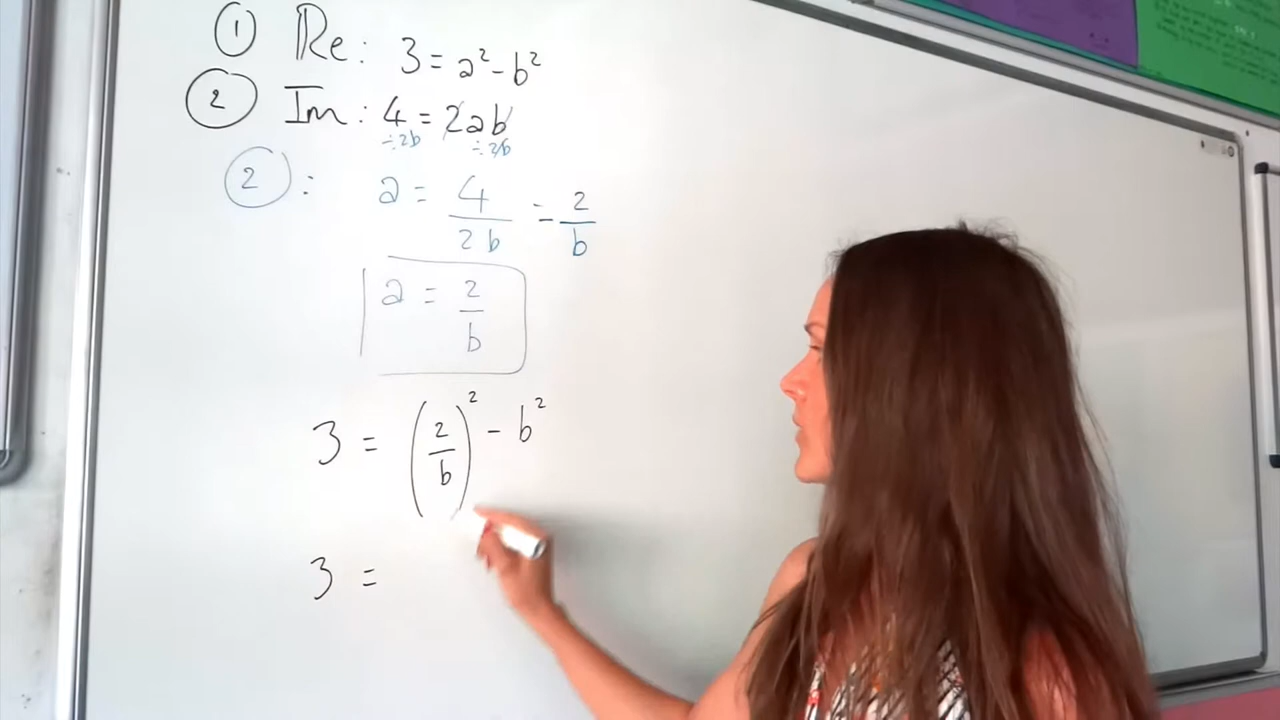 ① Re: 3 = a² - b²
② Im: 4 = 2ab
÷2b ÷2b
②: a = 4/2b = 2/b
a = 2/b
3 = (2/b)² - b²
3 =